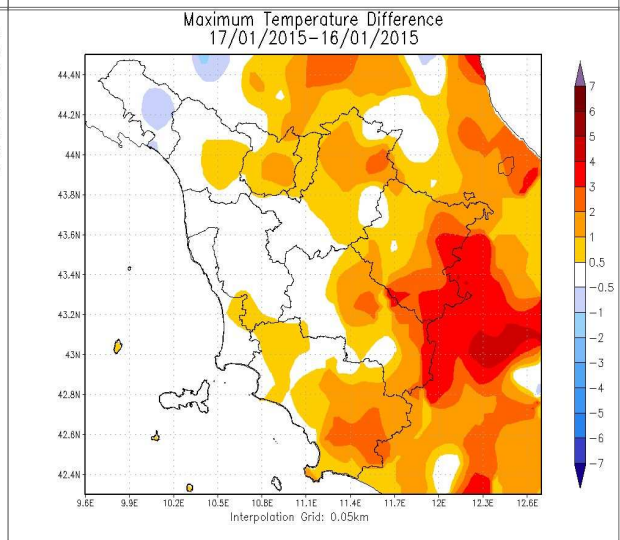 Maximum Temperature Difference
17/01/2015-16/01/2015
44.4N
44.2N
44N
43.8N
43.6N
43.4N
43.2N
43N
42.8N
42.6N
42.4N
9.6E 9.9E 10.2E 10.5E 10.8E 11.1E 11.4E 11.7E 12E 12.3E 12.6E
Interpolation Grid: 0.05km
7
6
5
4
3
2
1
0.5
-0.5
-1
-2
-3
-4
-5
-6
-7